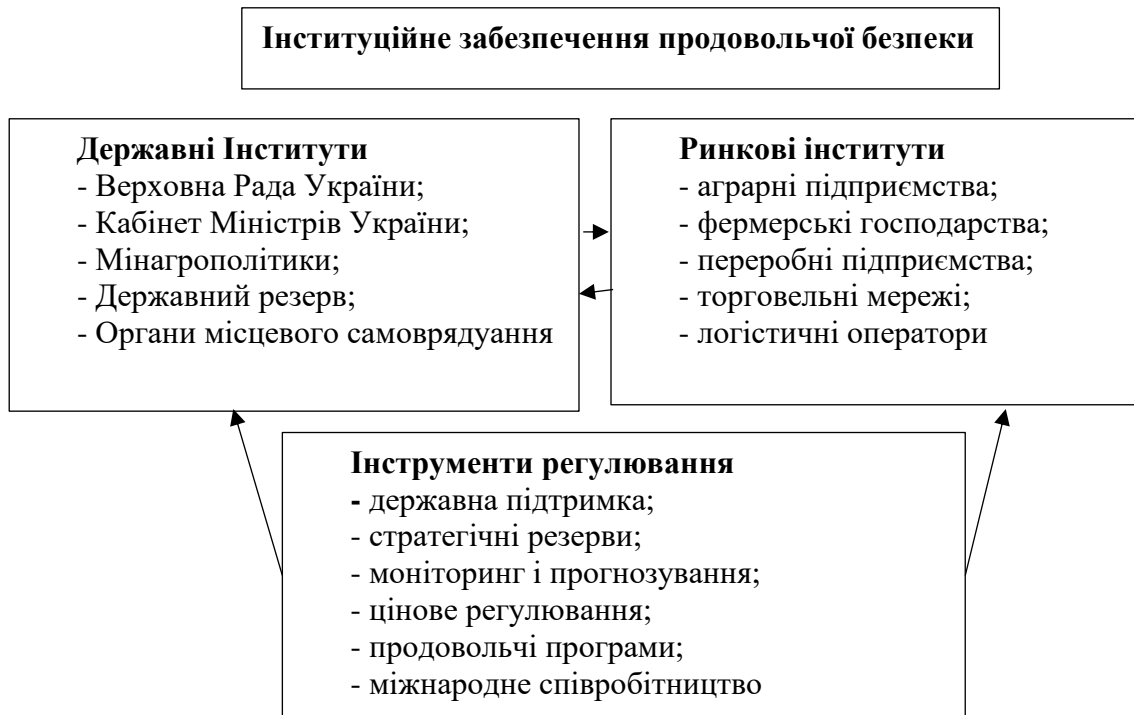 Інституційне забезпечення продовольчої безпеки
Державні Інститути
- Верховна Рада України;
- Кабінет Міністрів України;
- Мінагрополітики;
- Державний резерв;
- Органи місцевого самоврядуання
Ринкові інститути
- аграрні підприємства;
- фермерські господарства;
- переробні підприємства;
- торговельні мережі;
- логістичні оператори
Інструменти регулювання
- державна підтримка;
- стратегічні резерви;
- моніторинг і прогнозування;
- цінове регулювання;
- продовольчі програми;
- міжнародне співробітництво